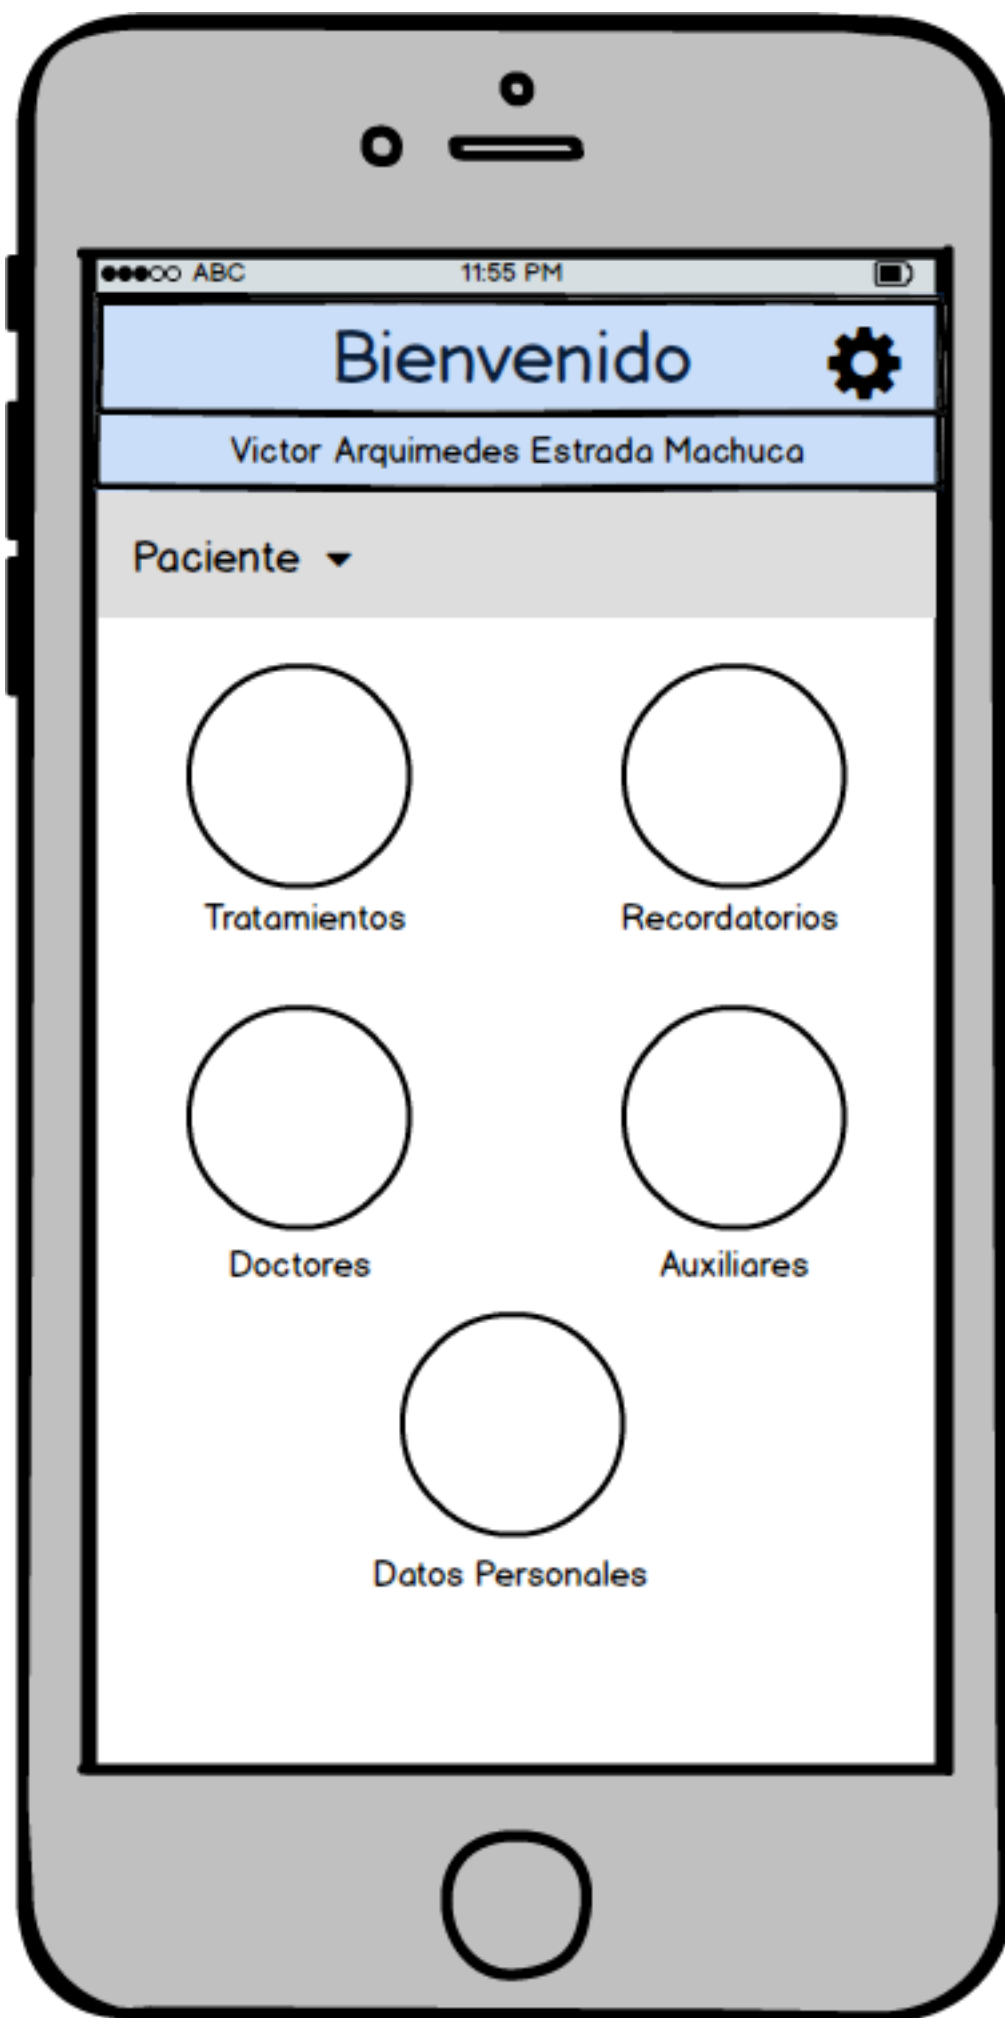 ABC 11:55 PM
Bienvenido
Victor Arquimedes Estrada Machuca
Paciente
Tratamientos Recordatorios
Doctores Auxiliares
Datos Personales